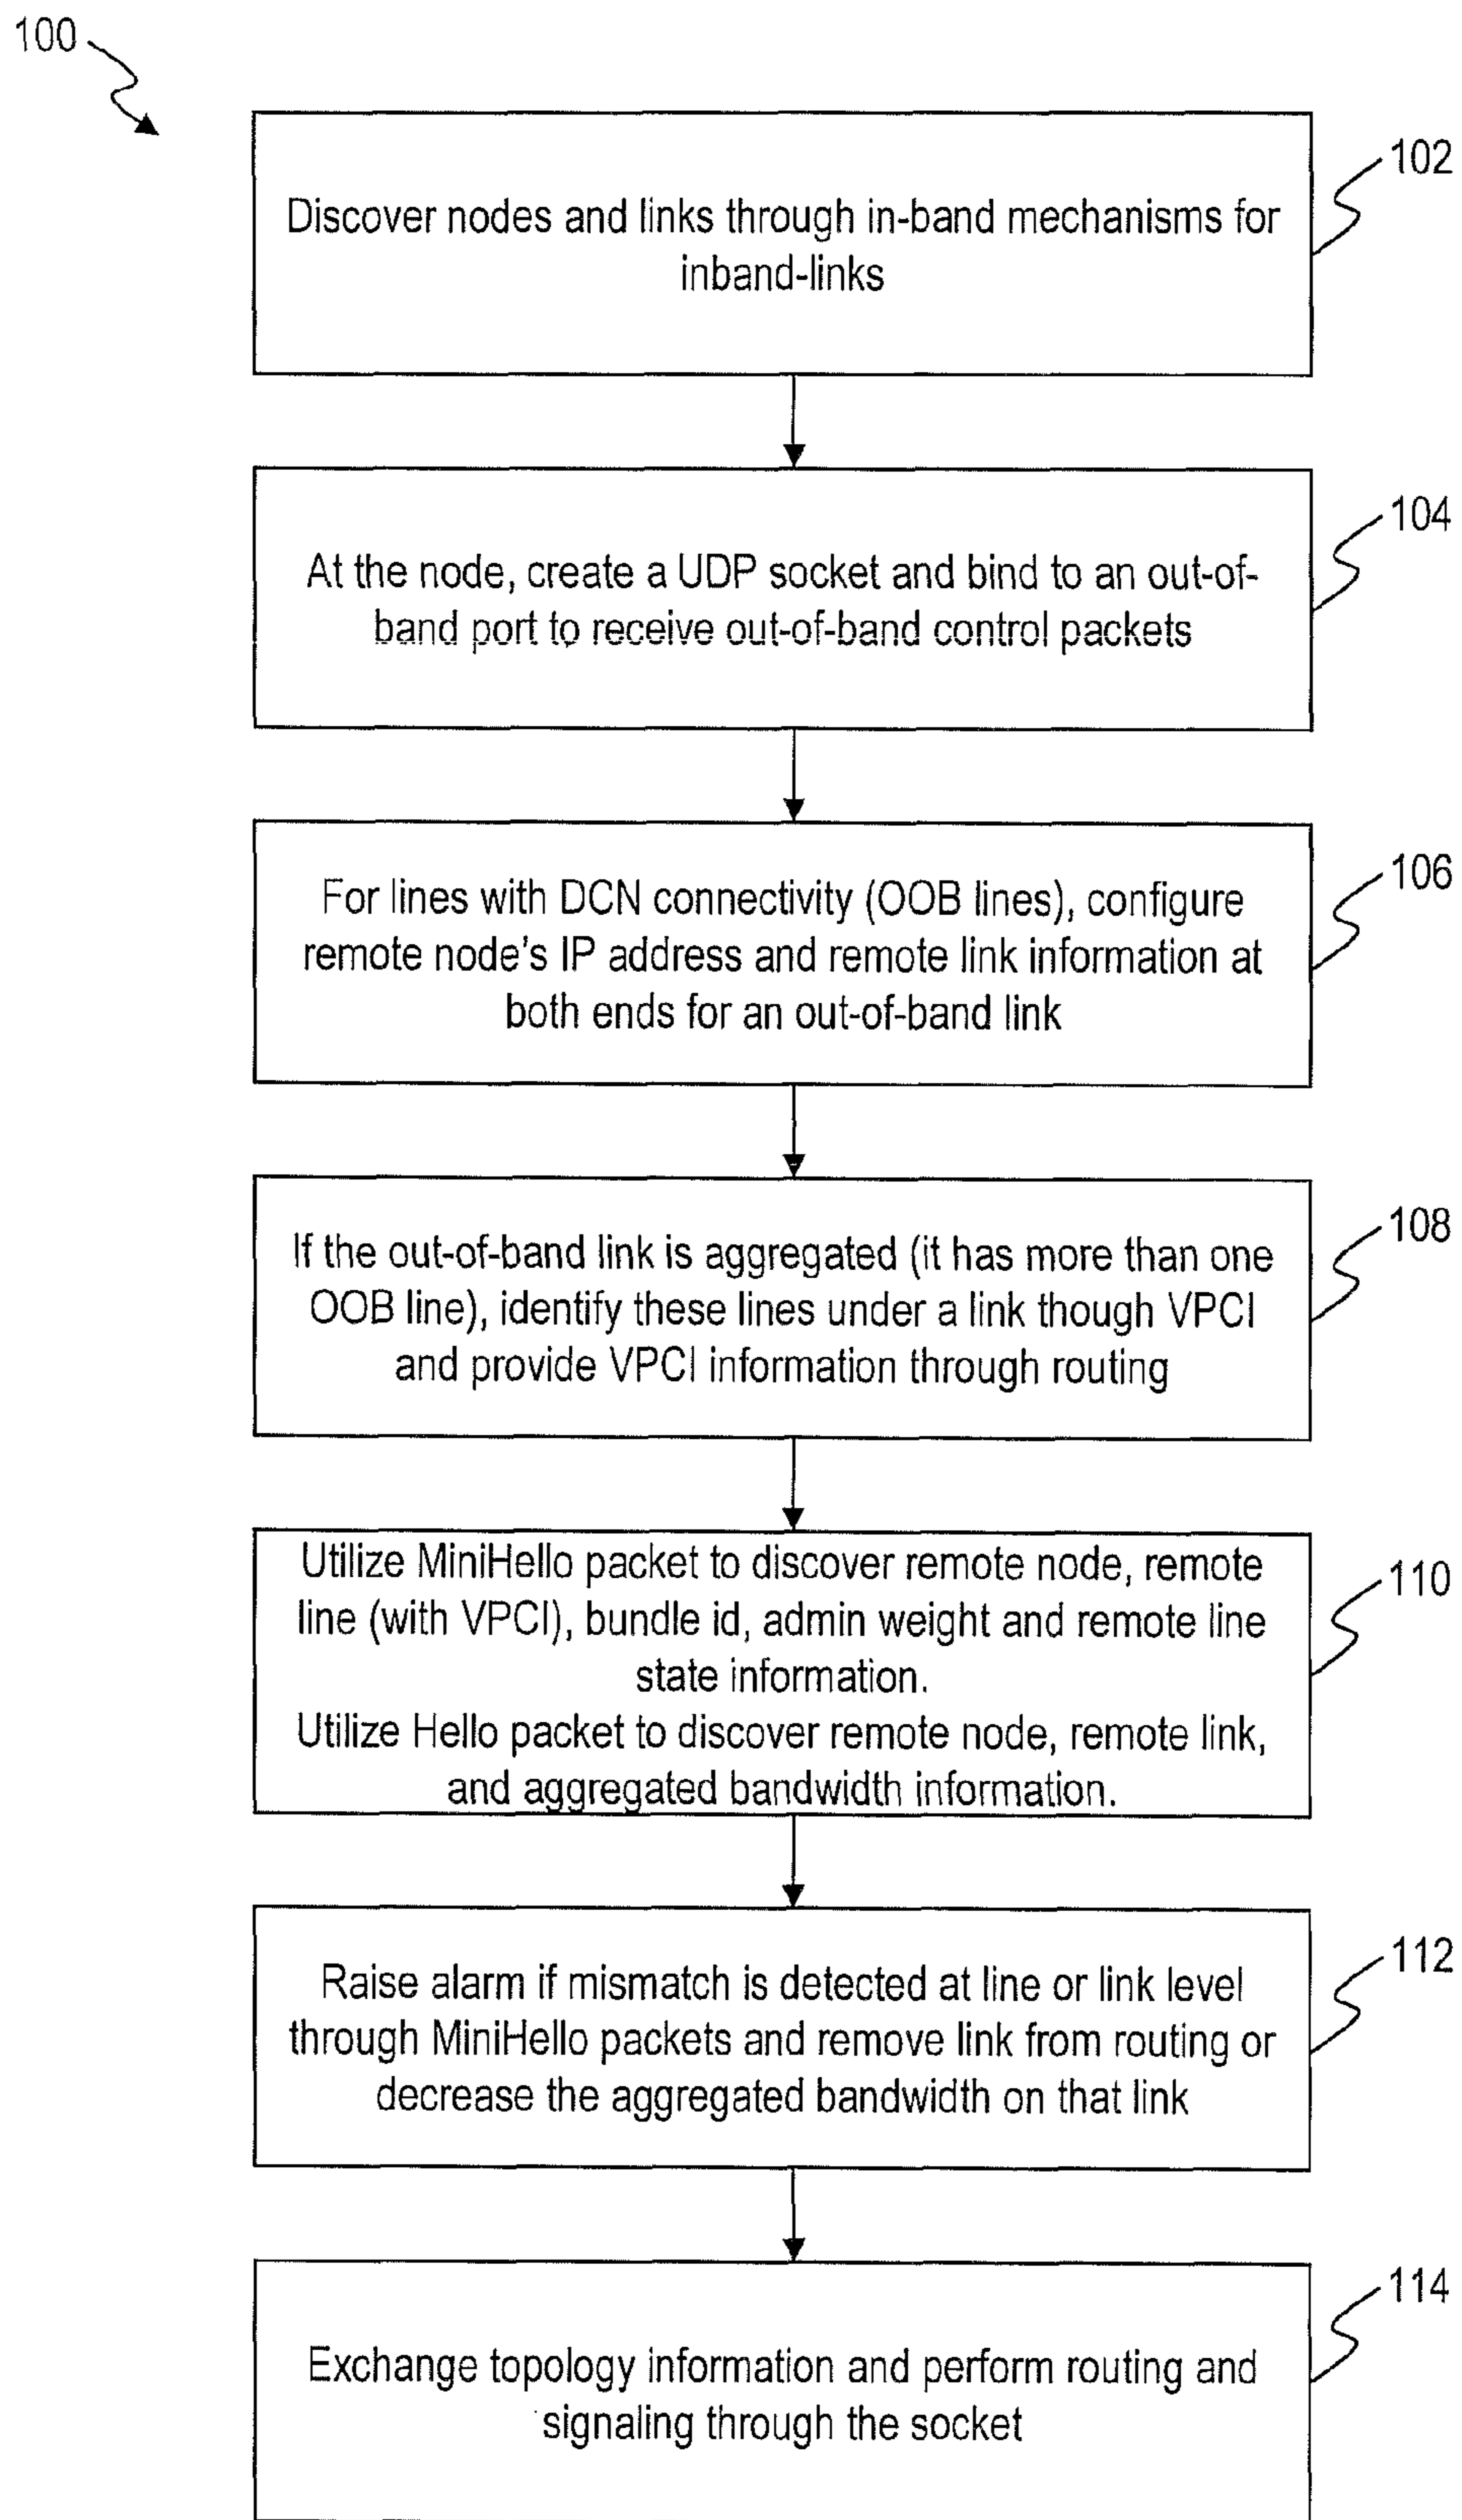 100
102
Discover nodes and links through in-band mechanisms for
inband-links
104
At the node, create a UDP socket and bind to an out-of-
band port to receive out-of-band control packets
106
For lines with DCN connectivity (OOB lines), configure
remote node's IP address and remote link information at
both ends for an out-of-band link
108
If the out-of-band link is aggregated (it has more than one
OOB line), identify these lines under a link though VPCI
and provide VPCI information through routing
110
Utilize MiniHello packet to discover remote node, remote
line (with VPCI), bundle id, admin weight and remote line
state information.
Utilize Hello packet to discover remote node, remote link,
and aggregated bandwidth information.
112
Raise alarm if mismatch is detected at line or link level
through MiniHello packets and remove link from routing or
decrease the aggregated bandwidth on that link
114
Exchange topology information and perform routing and
signaling through the socket